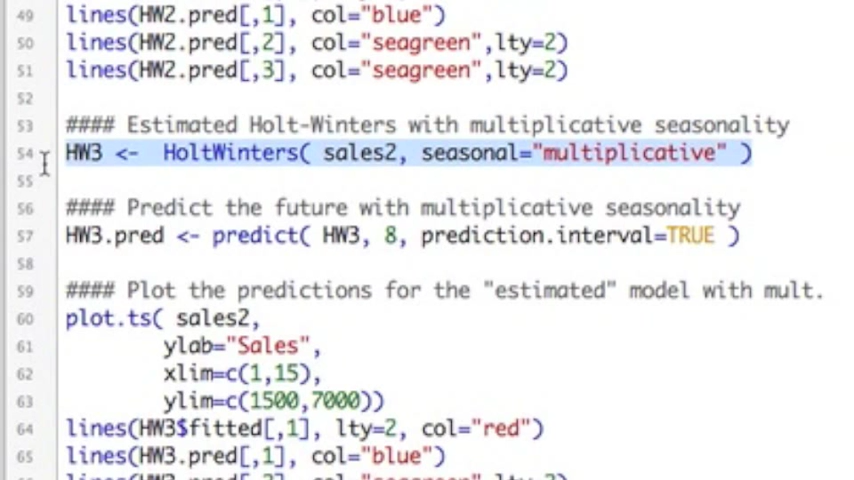 49 lines(HW2.pred[,1], col="blue")
50 lines(HW2.pred[,2], col="seagreen",lty=2)
51 lines(HW2.pred[,3], col="seagreen",lty=2)
52
53 #### Estimated Holt-Winters with multiplicative seasonality
54 HW3 <- HoltWinters( sales2, seasonal="multiplicative" )
55
56 #### Predict the future with multiplicative seasonality
57 HW3.pred <- predict( HW3, 8, prediction.interval=TRUE )
58
59 #### Plot the predictions for the "estimated" model with mult.
60 plot.ts( sales2,
61 ylab="Sales",
62 xlim=c(1,15),
63 ylim=c(1500,7000))
64 lines(HW3$fitted[,1], lty=2, col="red")
65 lines(HW3.pred[,1], col="blue")